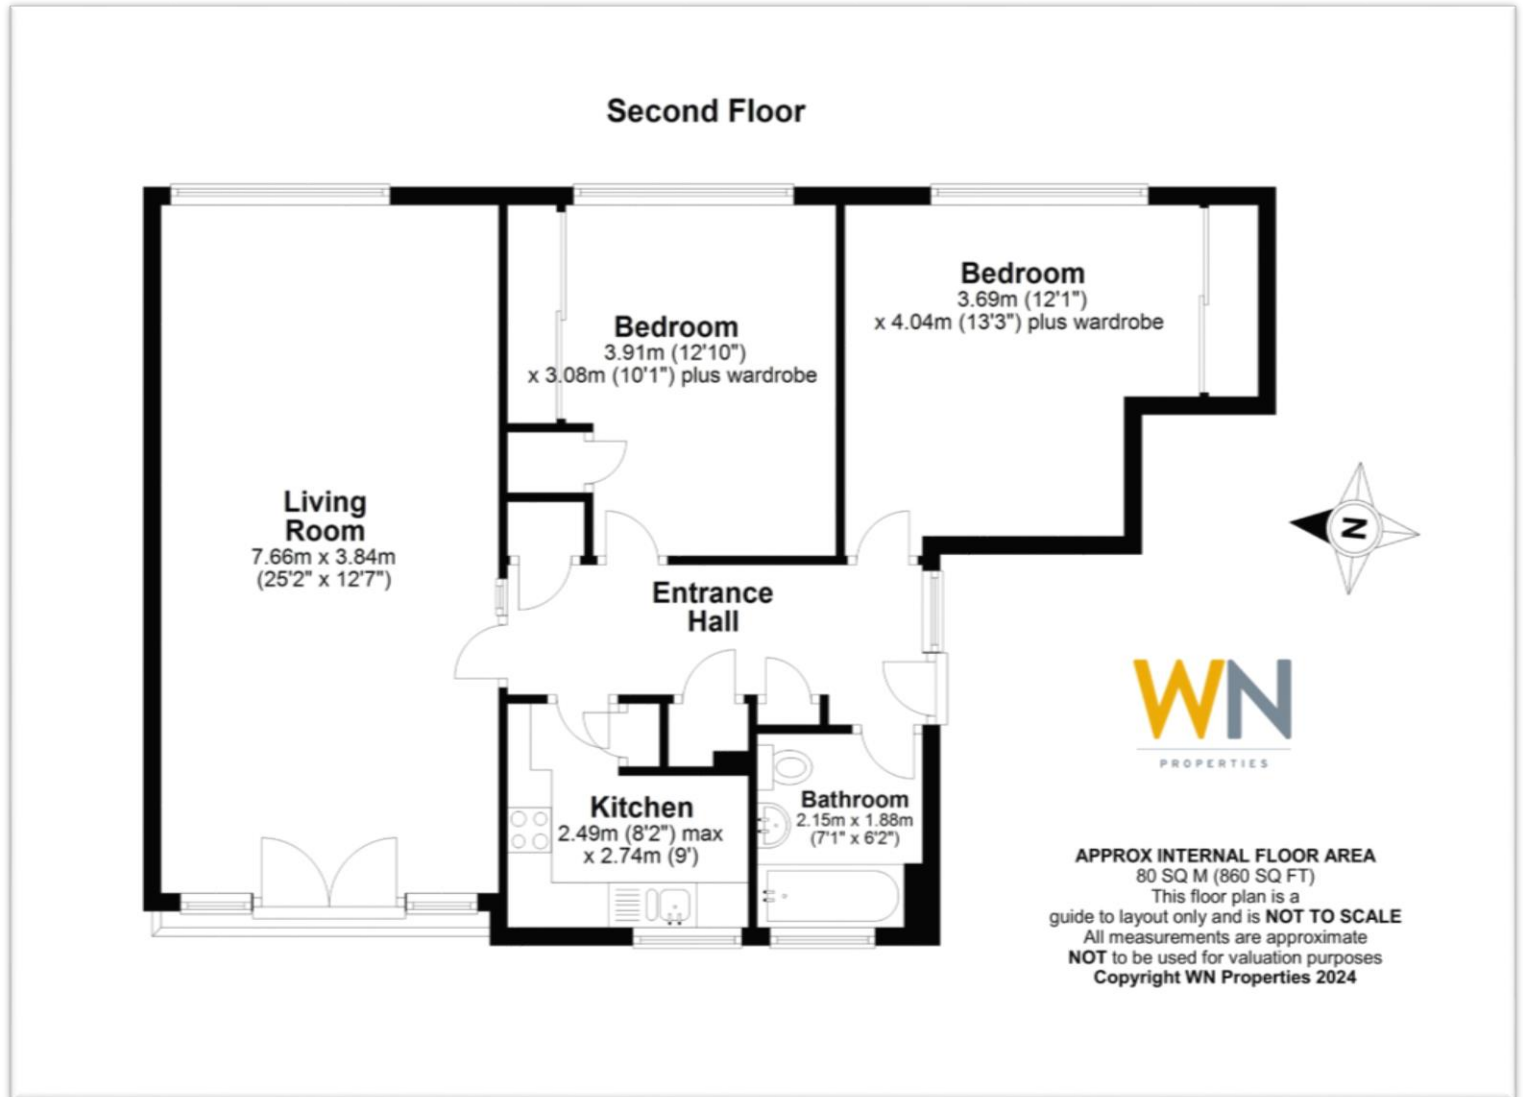 Second Floor
Bedroom
3.69m (12'1")
x 4.04m (13'3") plus wardrobe
Bedroom
3.91m (12'10")
x 3.08m (10'1") plus wardrobe
Living
Room
7.66m x 3.84m
(25'2" x 12'7")
N
Entrance
Hall
WN
PROPERTIES
Kitchen
2.49m (8'2") max
x 2.74m (9')
Bathroom
2.15m x 1.88m
(7'1" x 6'2")
APPROX INTERNAL FLOOR AREA
80 SQ M (860 SQ FT)
This floor plan is a
guide to layout only and is NOT TO SCALE
All measurements are approximate
NOT to be used for valuation purposes
Copyright WN Properties 2024